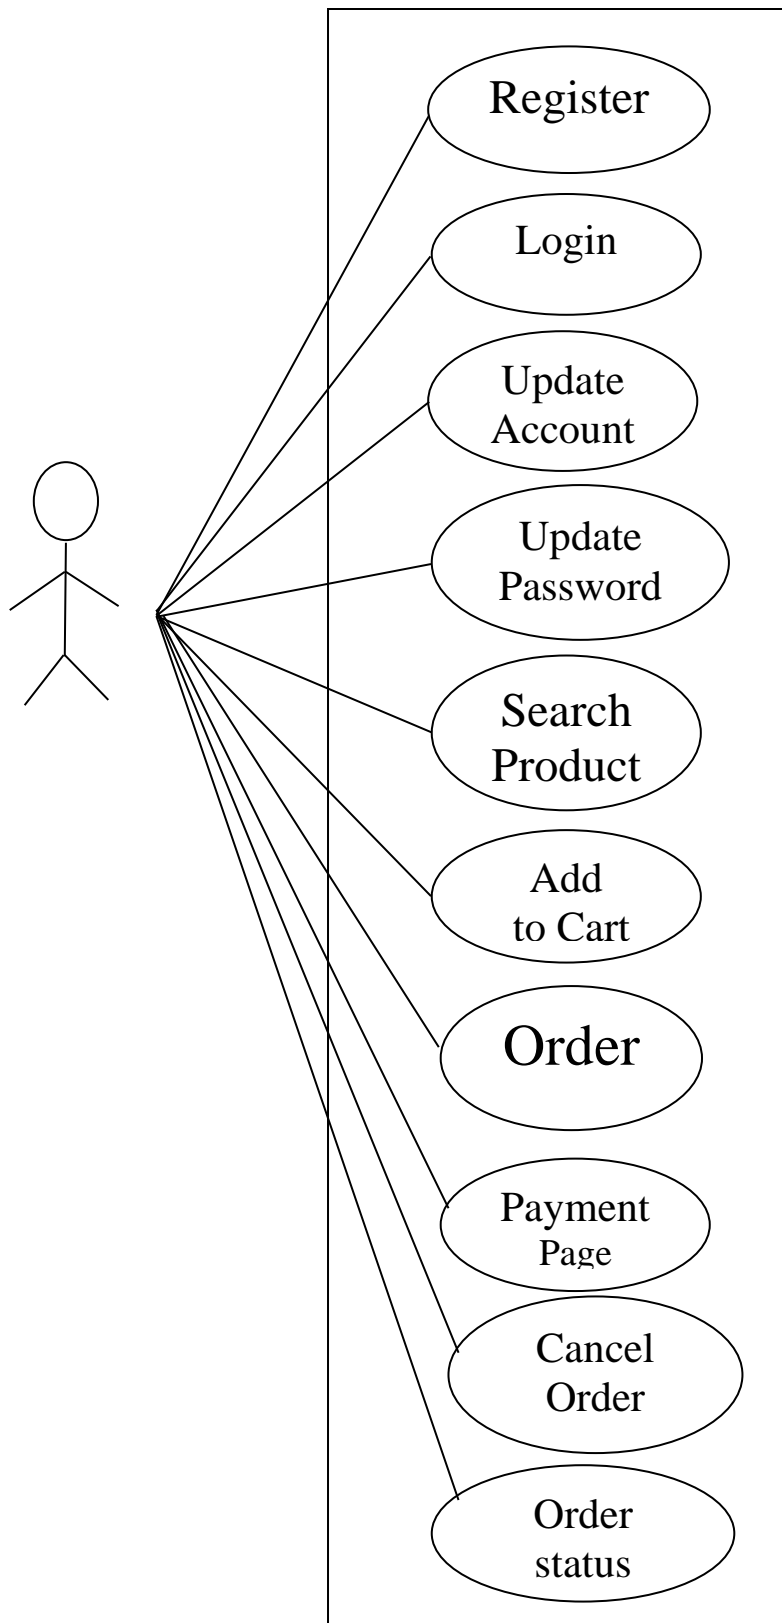 Register
Login
Update
Account
Update
Password
Search
Product
Add
to Cart
Order
Payment
Page
Cancel
Order
Order
status